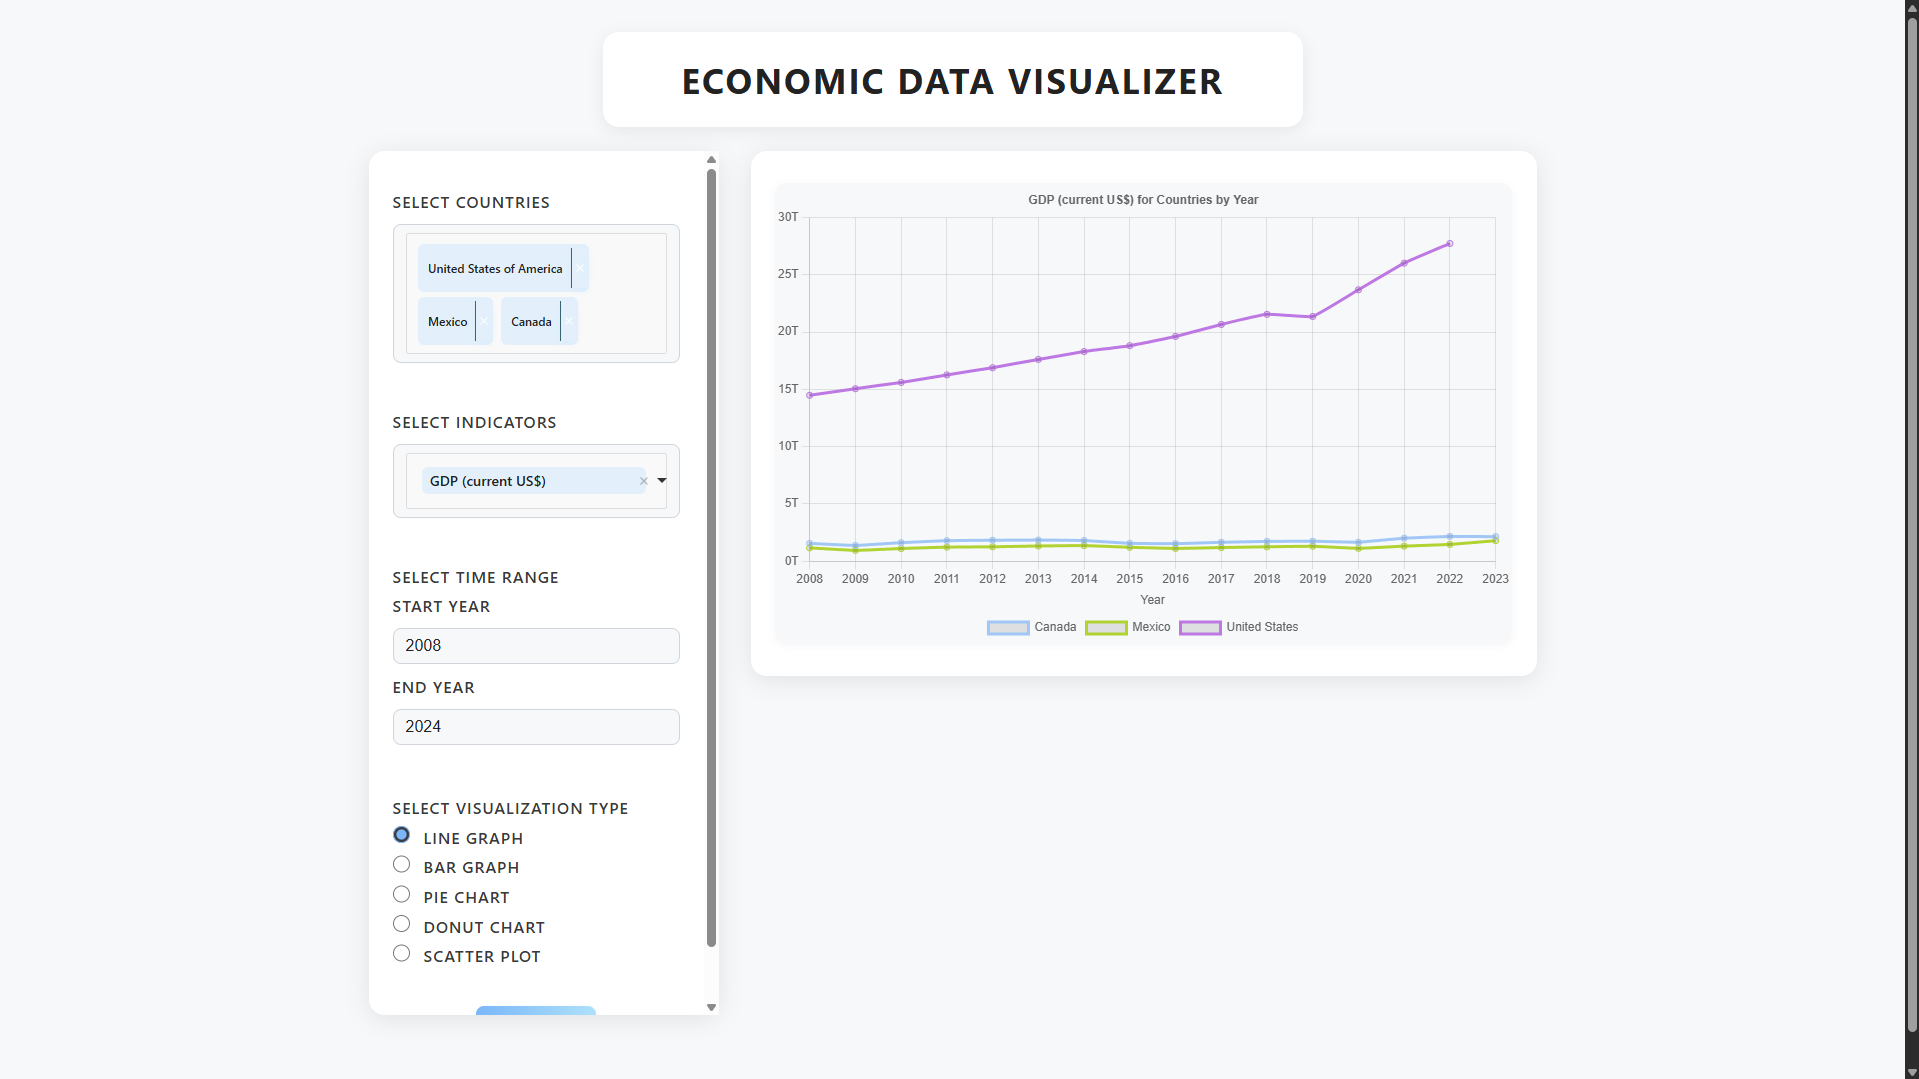 ECONOMIC DATA VISUALIZER
SELECT COUNTRIES
United States of America ×
Mexico × Canada ×
SELECT INDICATORS
GDP (current US$) ×
SELECT TIME RANGE
START YEAR
2008
END YEAR
2024
SELECT VISUALIZATION TYPE
LINE GRAPH
BAR GRAPH
PIE CHART
DONUT CHART
SCATTER PLOT
GDP (current US$) for Countries by Year
30T
25T
20T
15T
10T
5T
0T
2008 2009 2010 2011 2012 2013 2014 2015 2016 2017 2018 2019 2020 2021 2022 2023
Year
Canada Mexico United States